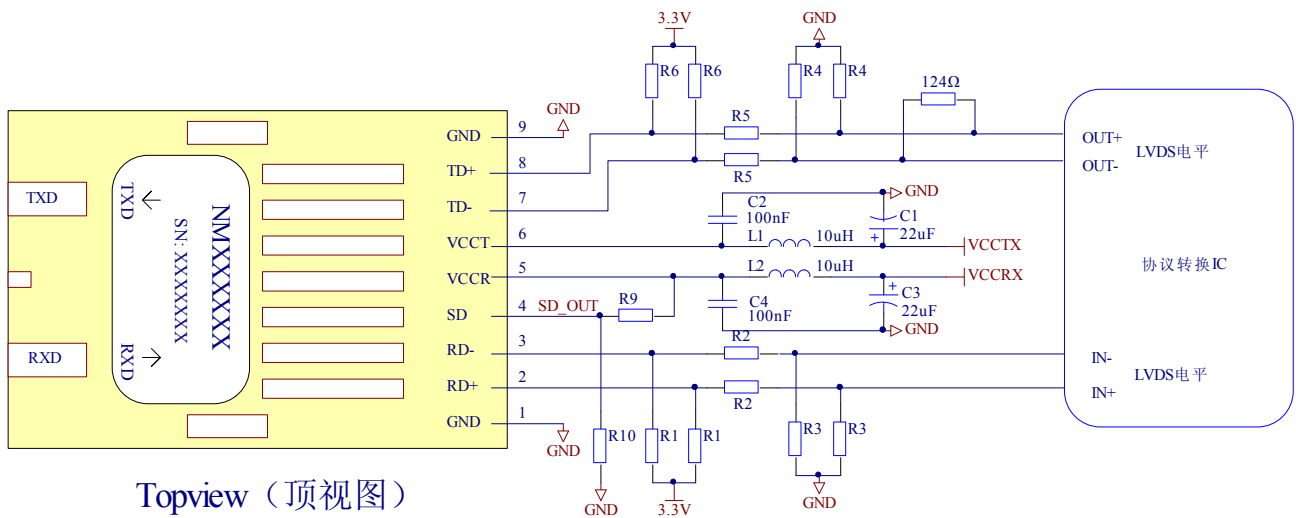 3.3V
GND
R6
R6
R4
R4
124Ω
GND
R5
R5
GND
9
TD+
8
TD-
7
VCCT
6
VCCR
5
SD
4
RD-
3
RD+
2
GND
1
TXD
RXD
TXD
RXD
NMXXXXXX
SN: XXXXXXX
C2
100nF
GND
C1
+
22uF
L1
10uH
VCCTX
L2
10uH
VCCRX
SD_OUT
R9
C4
100nF
+
C3
22uF
GND
R2
R2
R10
R1
R1
R3
R3
GND
GND
3.3V
GND
OUT+
LVDS电平
OUT-
协议转换IC
IN-
LVDS电平
IN+
Topview（顶视图）